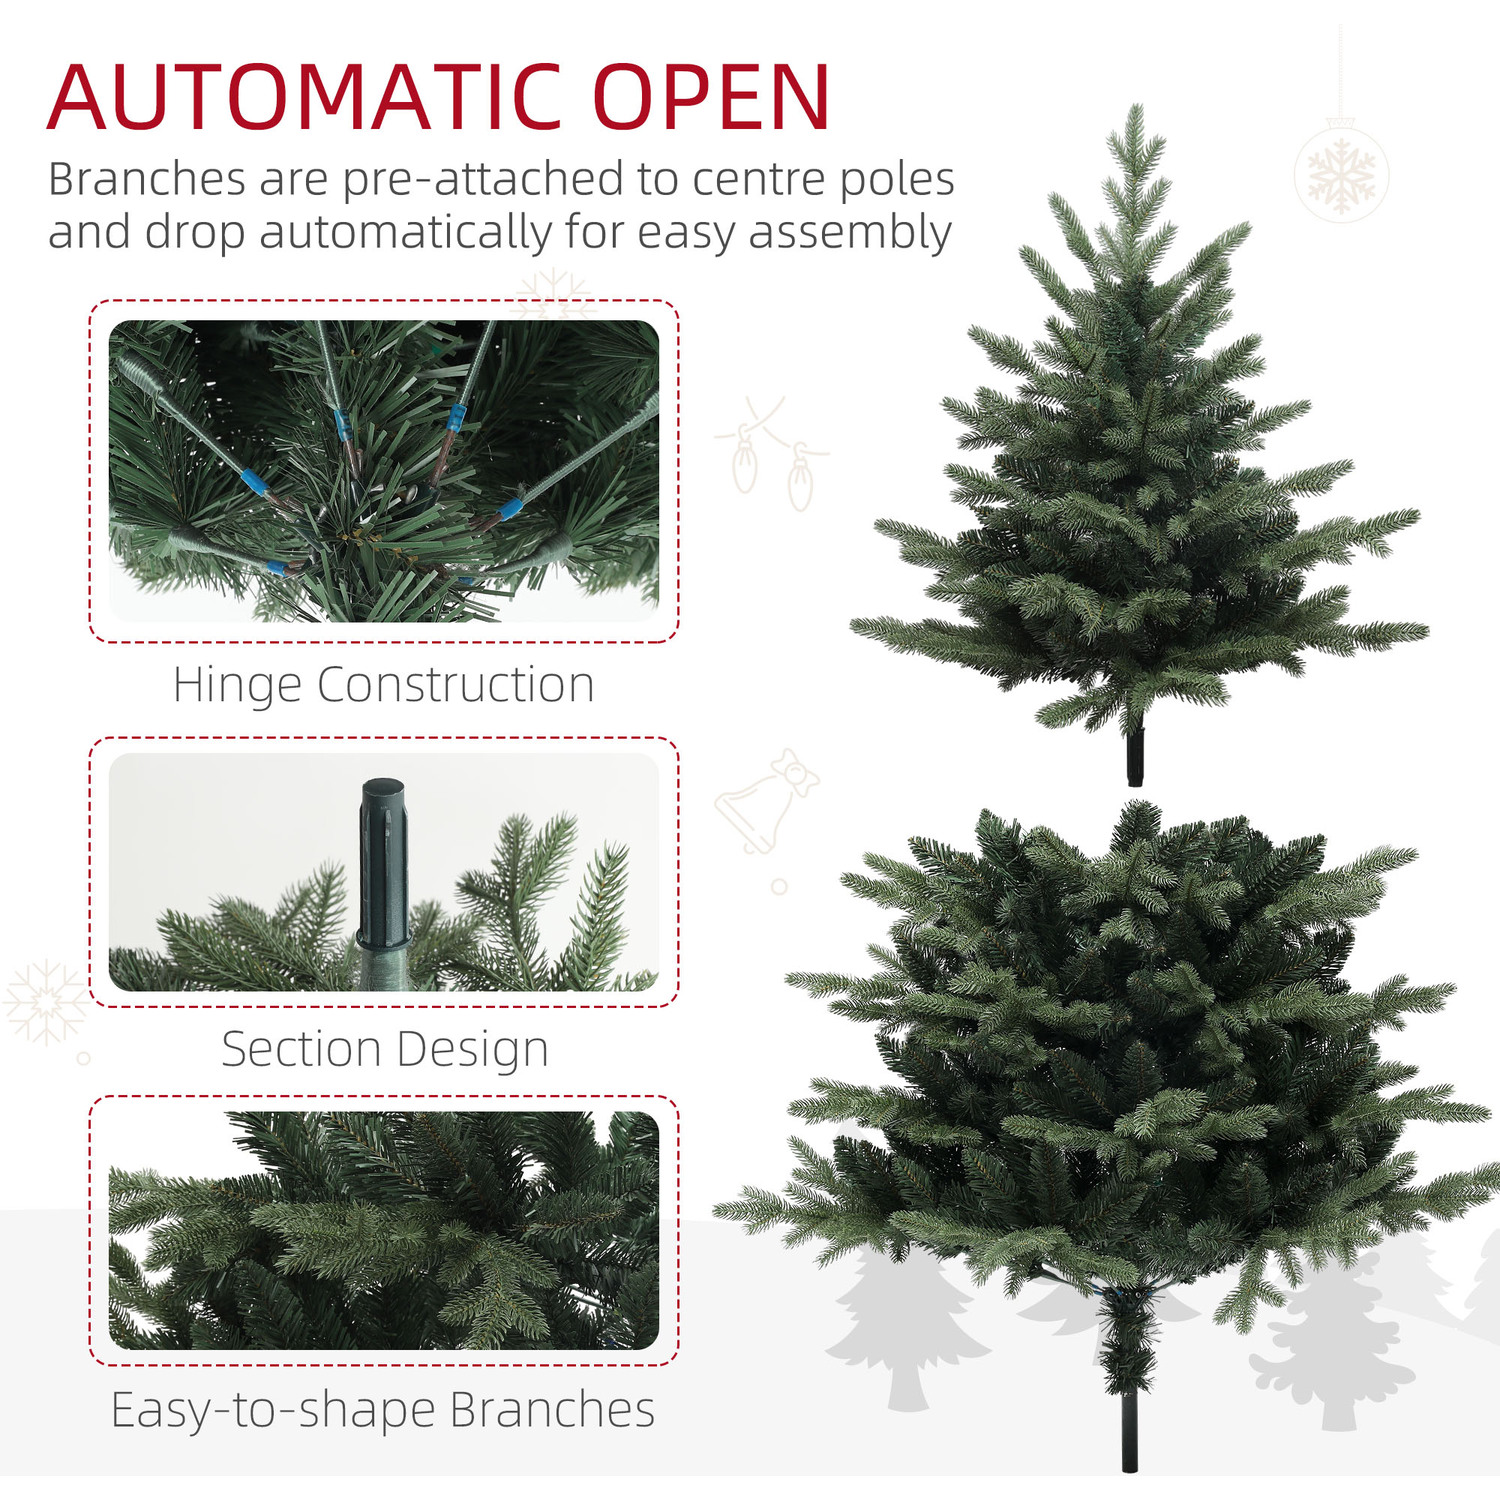 AUTOMATIC OPEN
Branches are pre-attached to centre poles
and drop automatically for easy assembly
Hinge Construction
Section Design
Easy-to-shape Branches